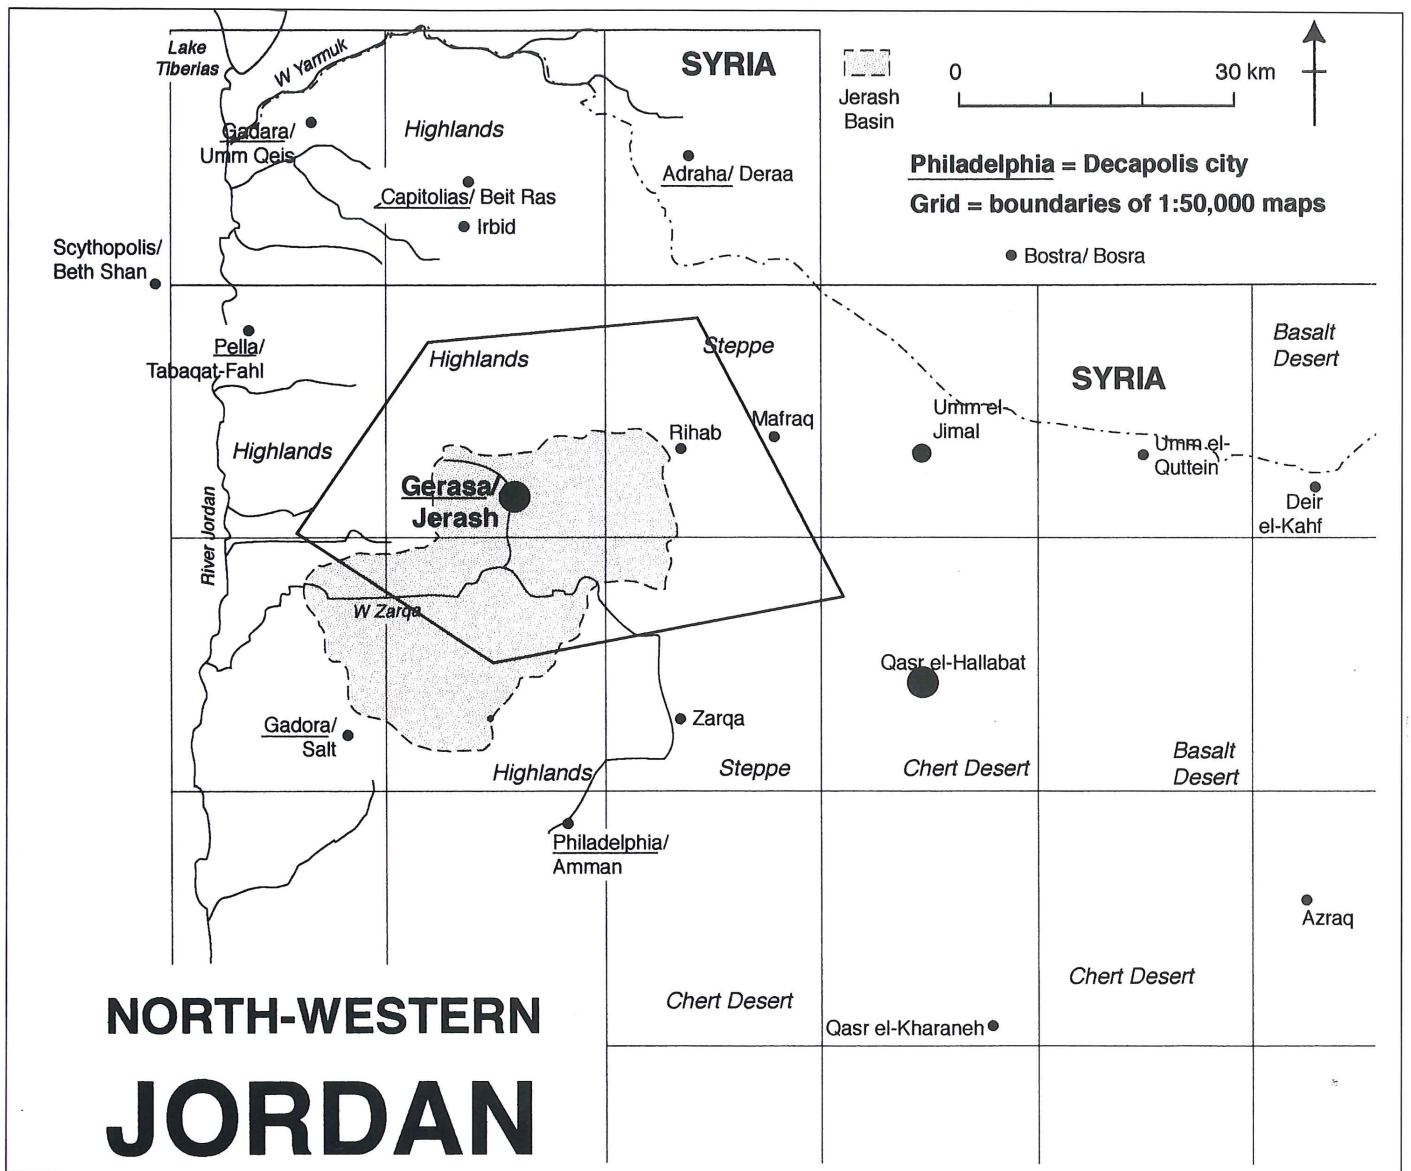 Lake
Tiberias
W Yarmuk
SYRIA
Jerash
Basin
0
30 km
Gadara/
Umm Qeis
Highlands
Capitolias/ Beit Ras
Irbid
Adraha/ Deraa
Philadelphia = Decapolis city
Grid = boundaries of 1:50,000 maps
Bostra/ Bosra
Scythopolis/
Beth Shan
Pella/
Tabaqat-Fahl
Highlands
Steppe
Basalt
Desert
SYRIA
Highlands
Rihab
Mafraq
Umm el-
Jimal
Umm el-
Quttein
Deir
el-Kahf
Gerasa/
Jerash
River Jordan
W Zarqa
Qasr el-Hallabat
Gadora/
Salt
Zarqa
Highlands
Steppe
Chert Desert
Basalt
Desert
Philadelphia/
Amman
Azraq
Chert Desert
Chert Desert
Qasr el-Kharaneh
NORTH-WESTERN
JORDAN